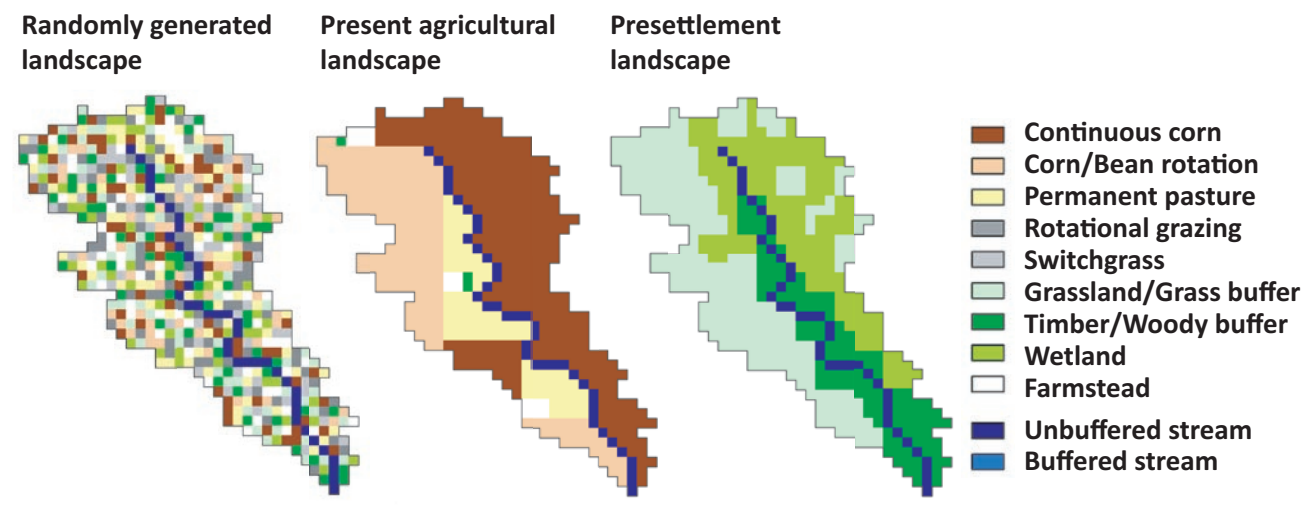 Randomly generated
landscape
Present agricultural
landscape
Presettlement
landscape
Continuous corn
Corn/Bean rotation
Permanent pasture
Rotational grazing
Switchgrass
Grassland/Grass buffer
Timber/Woody buffer
Wetland
Farmstead
Unbuffered stream
Buffered stream